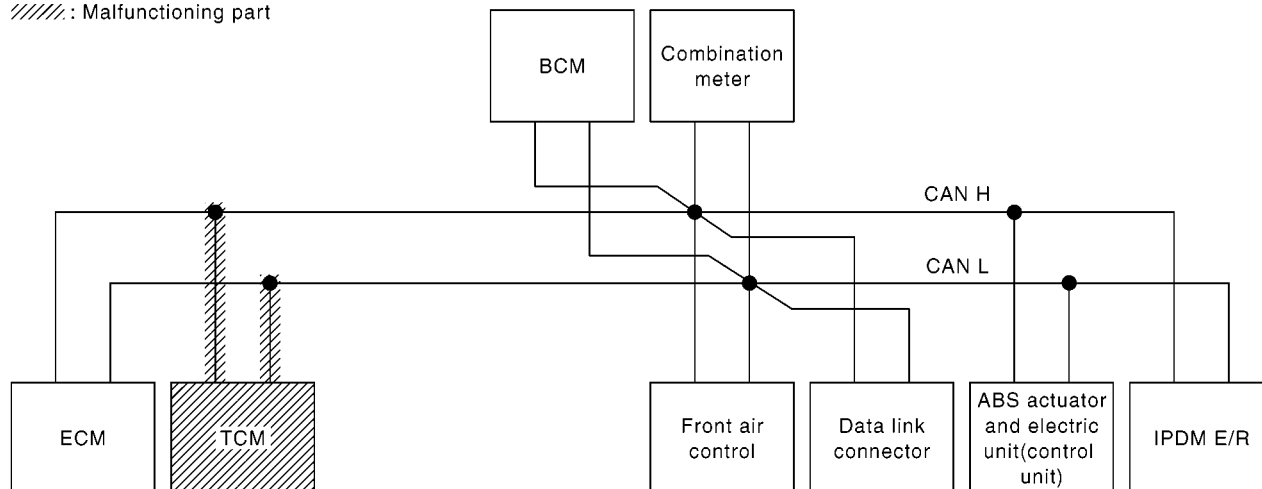 : Malfunctioning part
BCM
Combination
meter
CAN H
CAN L
ECM
TCM
Front air
control
Data link
connector
ABS actuator
and electric
unit(control
unit)
IPDM E/R